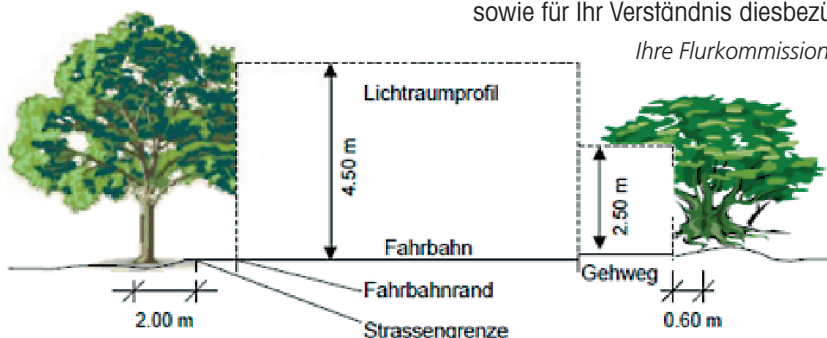 sowie für Ihr Verständnis diesbezü
Ihre Flurkommission
Lichtraumprofil
4.50 m
2.50 m
Fahrbahn
Gehweg
Fahrbahnrand
2.00 m
0.60 m
Strassengrenze